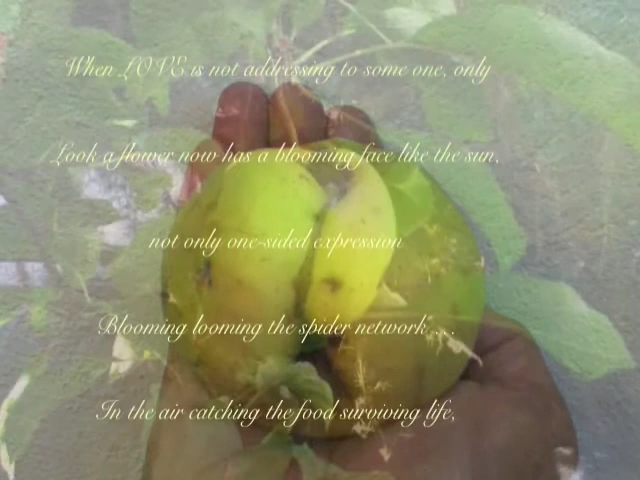 When LOVE is not addressing to some one, only
Look a flower now has a blooming face like the sun,
not only one-sided expression
Blooming looming the spider network....
In the air catching the food surviving life,